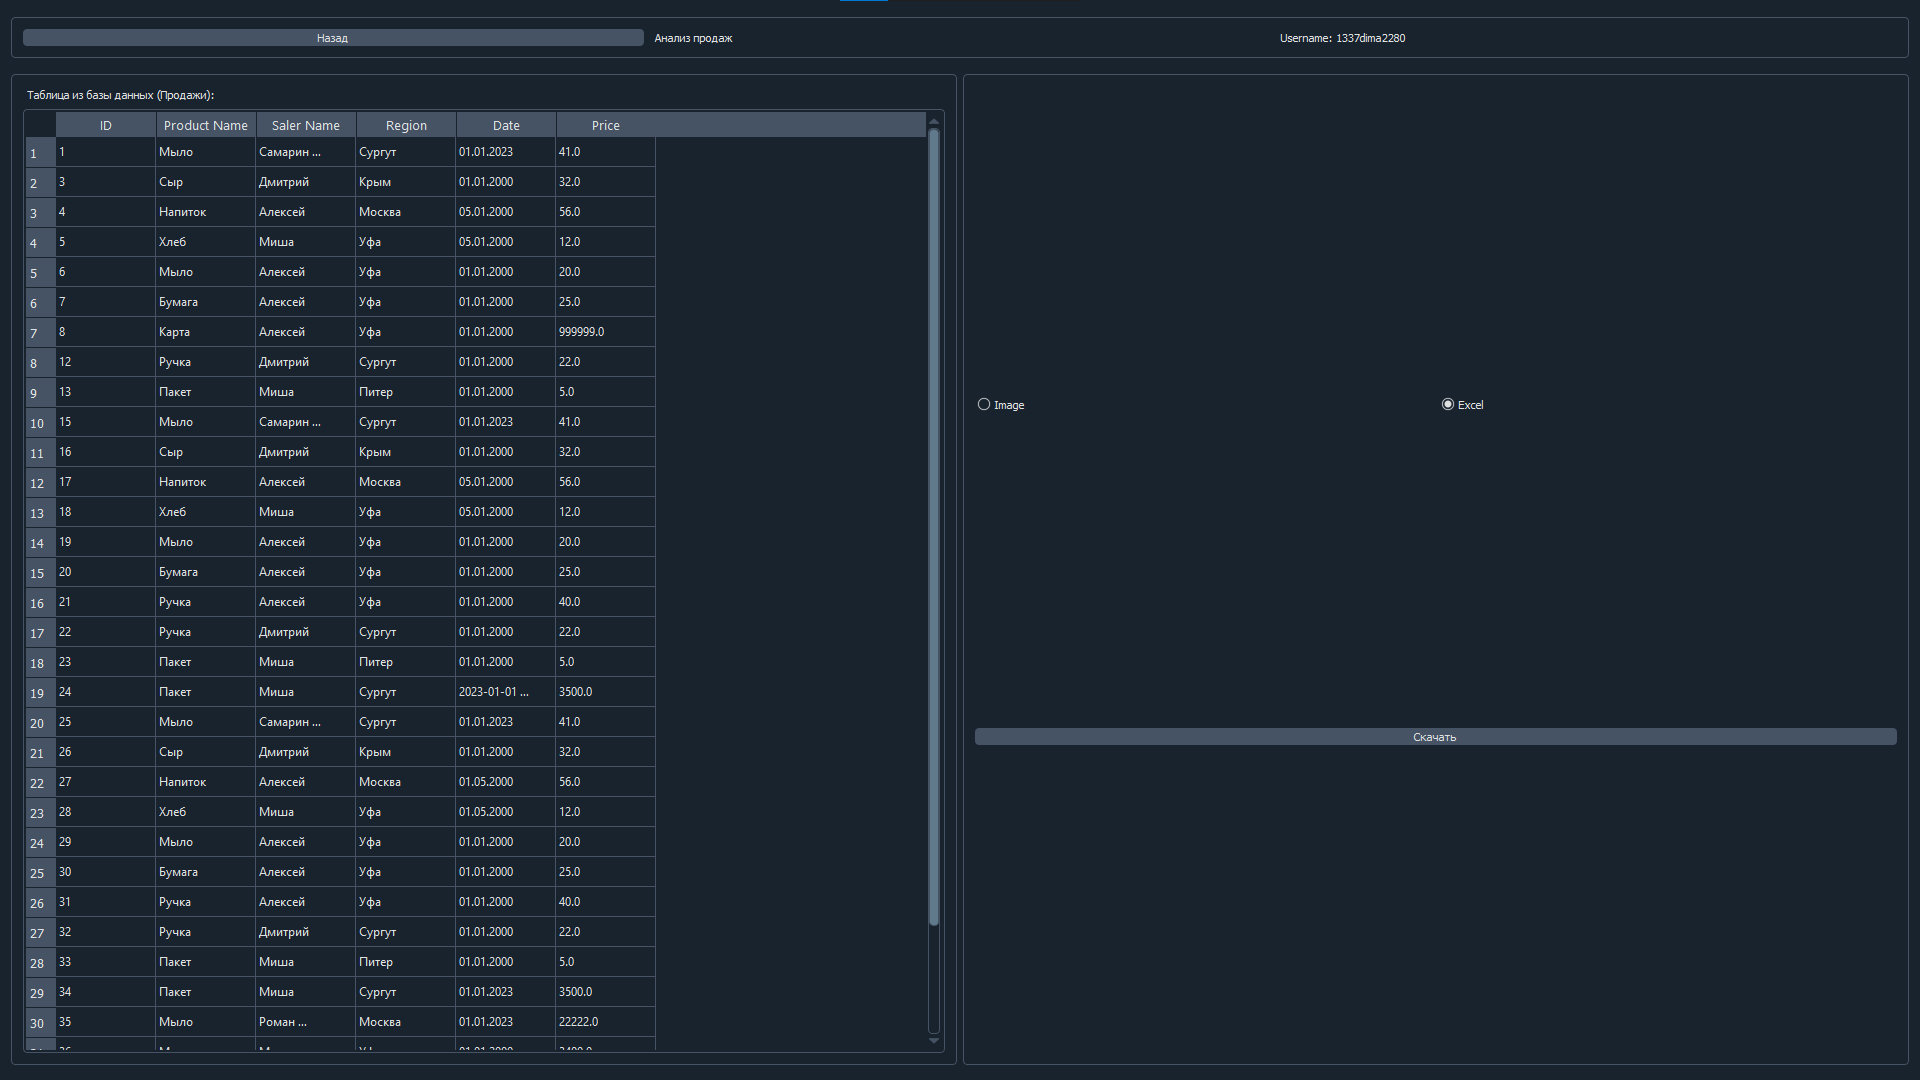 Назад Анализ продаж Username: 1337dima2280
Таблица из базы данных (Продажи):
ID Product Name Saler Name Region Date Price
1 1 Мыло Самарин ... Сургут 01.01.2023 41.0
2 3 Сыр Дмитрий Крым 01.01.2000 32.0
3 4 Напиток Алексей Москва 05.01.2000 56.0
4 5 Хлеб Миша Уфа 05.01.2000 12.0
5 6 Мыло Алексей Уфа 01.01.2000 20.0
6 7 Бумага Алексей Уфа 01.01.2000 25.0
7 8 Карта Алексей Уфа 01.01.2000 999999.0
8 12 Ручка Дмитрий Сургут 01.01.2000 22.0
9 13 Пакет Миша Питер 01.01.2000 5.0
10 15 Мыло Самарин ... Сургут 01.01.2023 41.0
11 16 Сыр Дмитрий Крым 01.01.2000 32.0
12 17 Напиток Алексей Москва 05.01.2000 56.0
13 18 Хлеб Миша Уфа 05.01.2000 12.0
14 19 Мыло Алексей Уфа 01.01.2000 20.0
15 20 Бумага Алексей Уфа 01.01.2000 25.0
16 21 Ручка Алексей Уфа 01.01.2000 40.0
17 22 Ручка Дмитрий Сургут 01.01.2000 22.0
18 23 Пакет Миша Питер 01.01.2000 5.0
19 24 Пакет Миша Сургут 2023-01-01 ... 3500.0
20 25 Мыло Самарин ... Сургут 01.01.2023 41.0
21 26 Сыр Дмитрий Крым 01.01.2000 32.0
22 27 Напиток Алексей Москва 01.05.2000 56.0
23 28 Хлеб Миша Уфа 01.05.2000 12.0
24 29 Мыло Алексей Уфа 01.01.2000 20.0
25 30 Бумага Алексей Уфа 01.01.2000 25.0
26 31 Ручка Алексей Уфа 01.01.2000 40.0
27 32 Ручка Дмитрий Сургут 01.01.2000 22.0
28 33 Пакет Миша Питер 01.01.2000 5.0
29 34 Пакет Миша Сургут 01.01.2023 3500.0
30 35 Мыло Роман ... Москва 01.01.2023 22222.0
Image Excel
Скачать